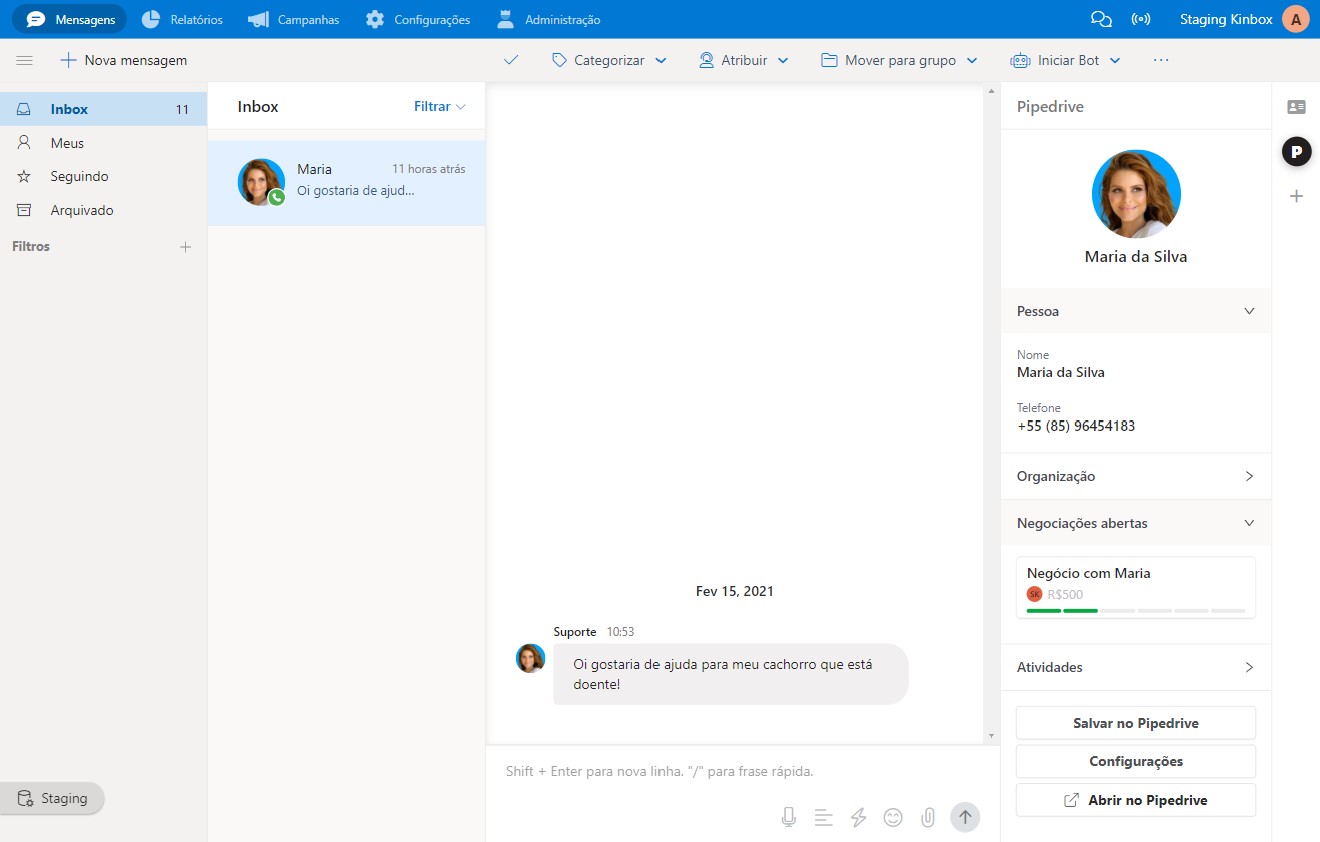 Mensagens
Relatórios
Campanhas
Configurações
Administração
Staging Kinbox
A
Nova mensagem
Categorizar
Atribuir
Mover para grupo
Iniciar Bot
Inbox 11
Meus
Seguindo
Arquivado
Filtros
Staging
Inbox
Filtrar
Maria 11 horas atrás
Oi gostaria de ajud...
Fev 15, 2021
Suporte 10:53
Oi gostaria de ajuda para meu cachorro que está
doente!
Shift + Enter para nova linha. "/" para frase rápida.
Pipedrive
Maria da Silva
Pessoa
Nome
Maria da Silva
Telefone
+55 (85) 96454183
Organização
Negociações abertas
Negócio com Maria
SK R$500
Atividades
Salvar no Pipedrive
Configurações
Abrir no Pipedrive
P